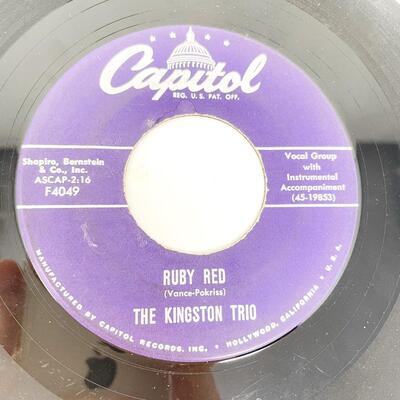 Capitol
REG. U.S. PAT. OFF.
Shapiro, Bernstein
& Co., Inc.
ASCAP-2:16
F4049
Vocal Group
with
Instrumental
Accompaniment
(45-19853)
RUBY RED
(Vance-Pokriss)
THE KINGSTON TRIO
MANUFACTURED BY CAPITOL RECORDS, INC. • HOLLYWOOD, CALIFORNIA • U.S.A.